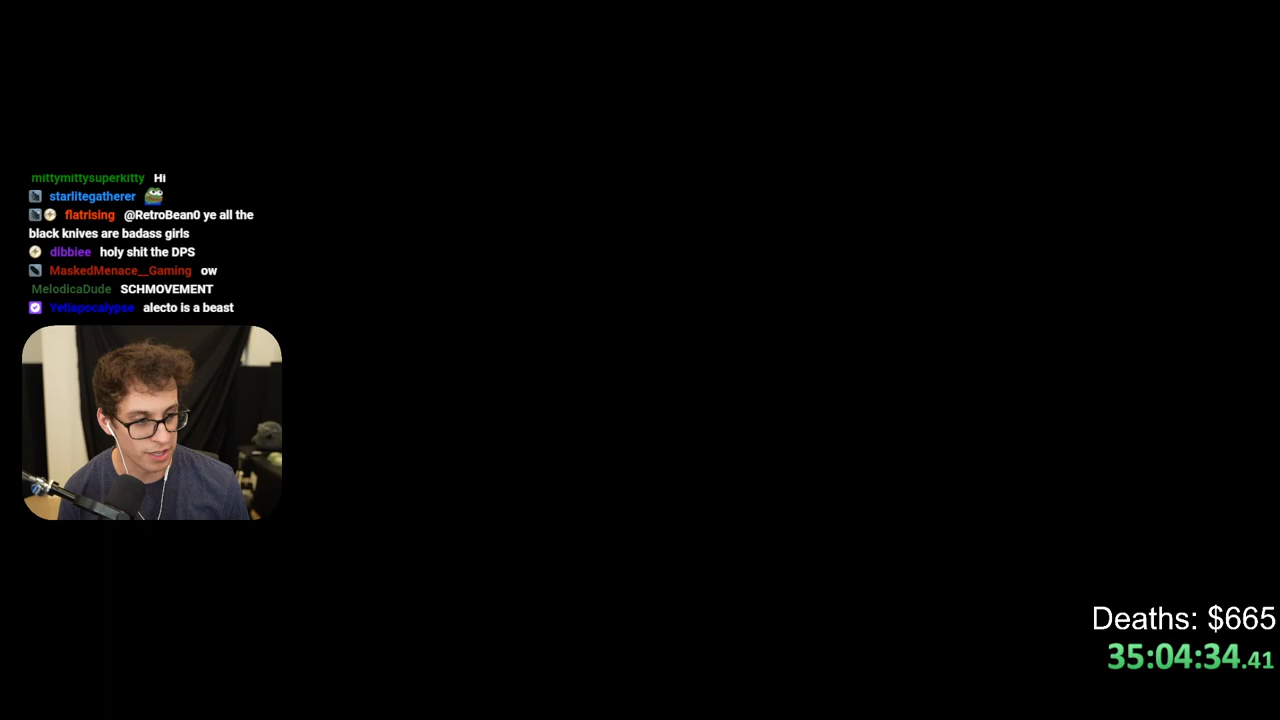 mittymittysuperkitty Hi
starlitegatherer
flatrising @RetroBean0 ye all the
black knives are badass girls
dibbiee holy shit the DPS
MaskedMenace__Gaming ow
MelodicaDude SCHMOVEMENT
Yetiapocalypse alecto is a beast
Deaths: $665
35:04:34.41